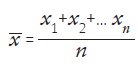 x̄ = (x₁+x₂+... xₙ)/n